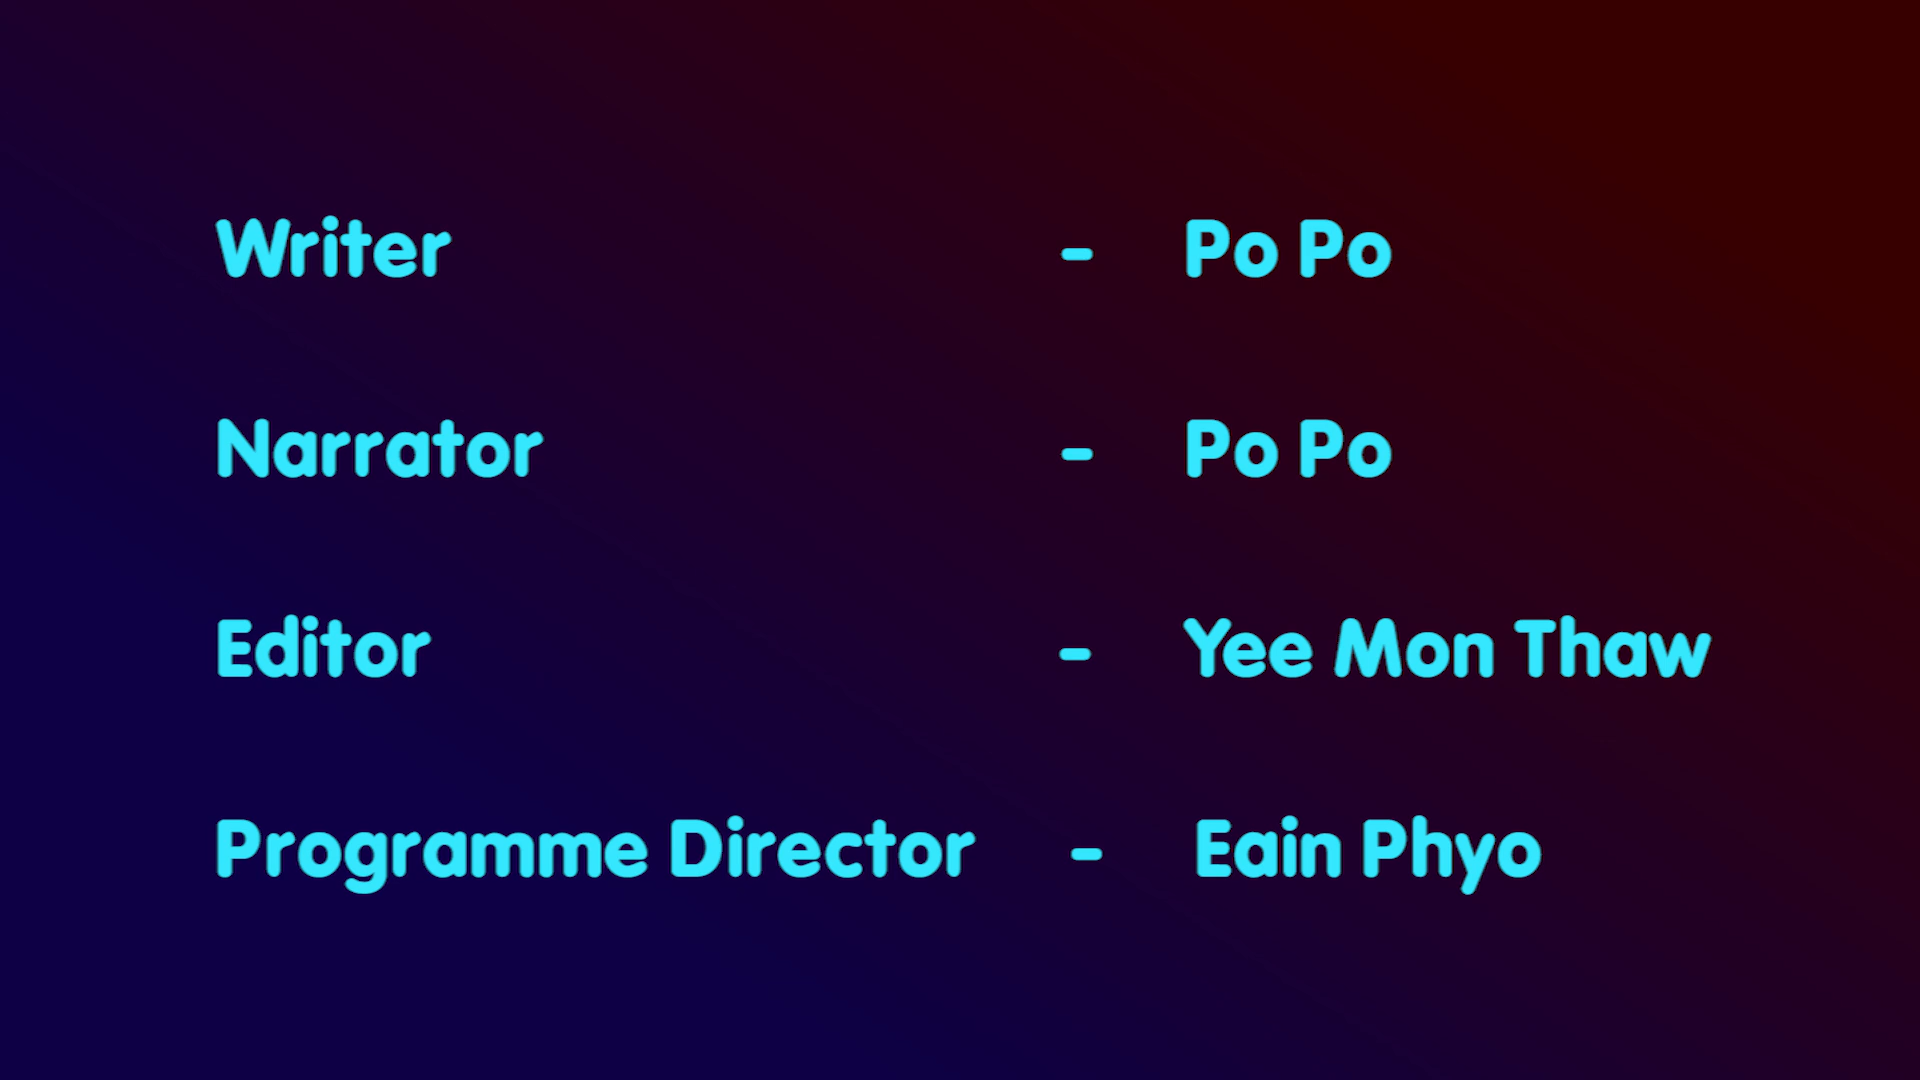 Writer - Po Po
Narrator - Po Po
Editor - Yee Mon Thaw
Programme Director - Eain Phyo